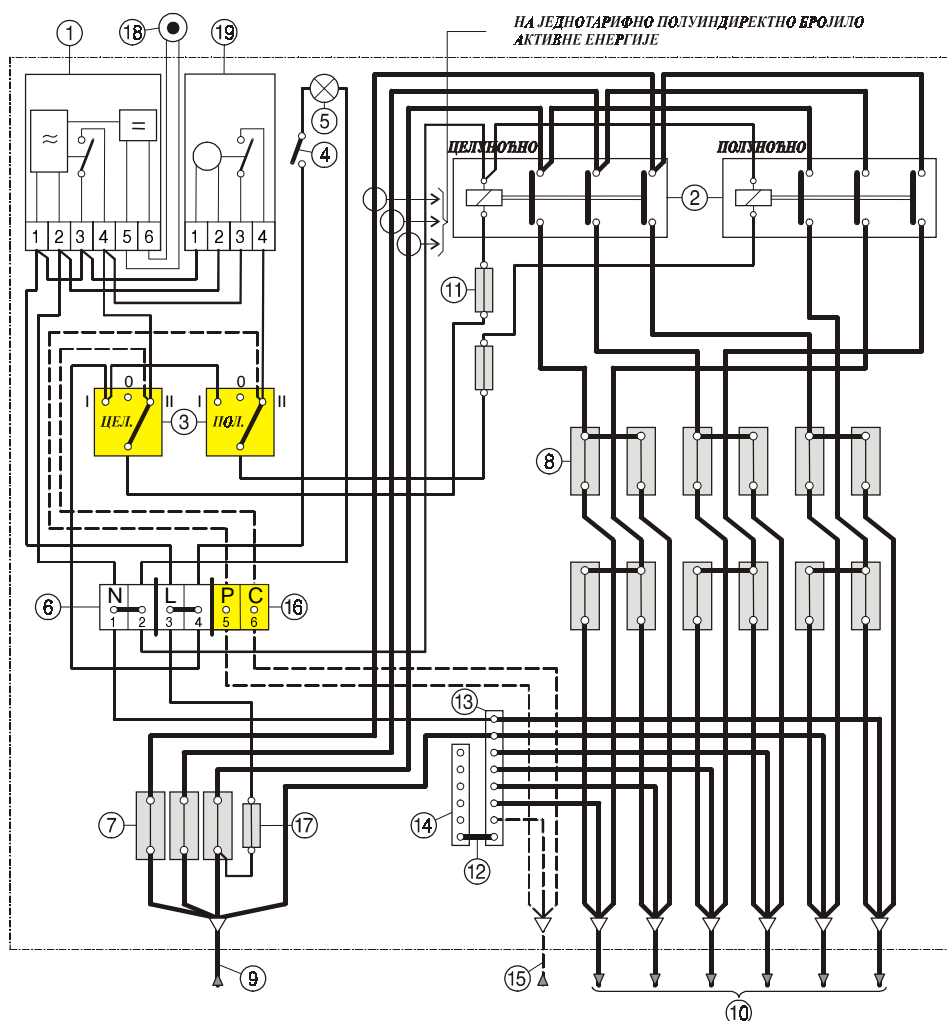 НА ЈЕДНОТАРИФНО ПОЛУИНДИРЕКТНО БРОЈИЛО
АКТИВНЕ ЕНЕРГИЈЕ
1
18
19
≈
=
5
4
ЦЕЛУНОЋНО
ПОЛУНОЋНО
2
1 2 3 4 5 6
1 2 3 4
11
0
0
I
II
I
II
ЦЕЛ.
3
ПОЛ.
8
N L P C
6
16
1 2 3 4 5 6
13
7
17
14
12
9
15
10